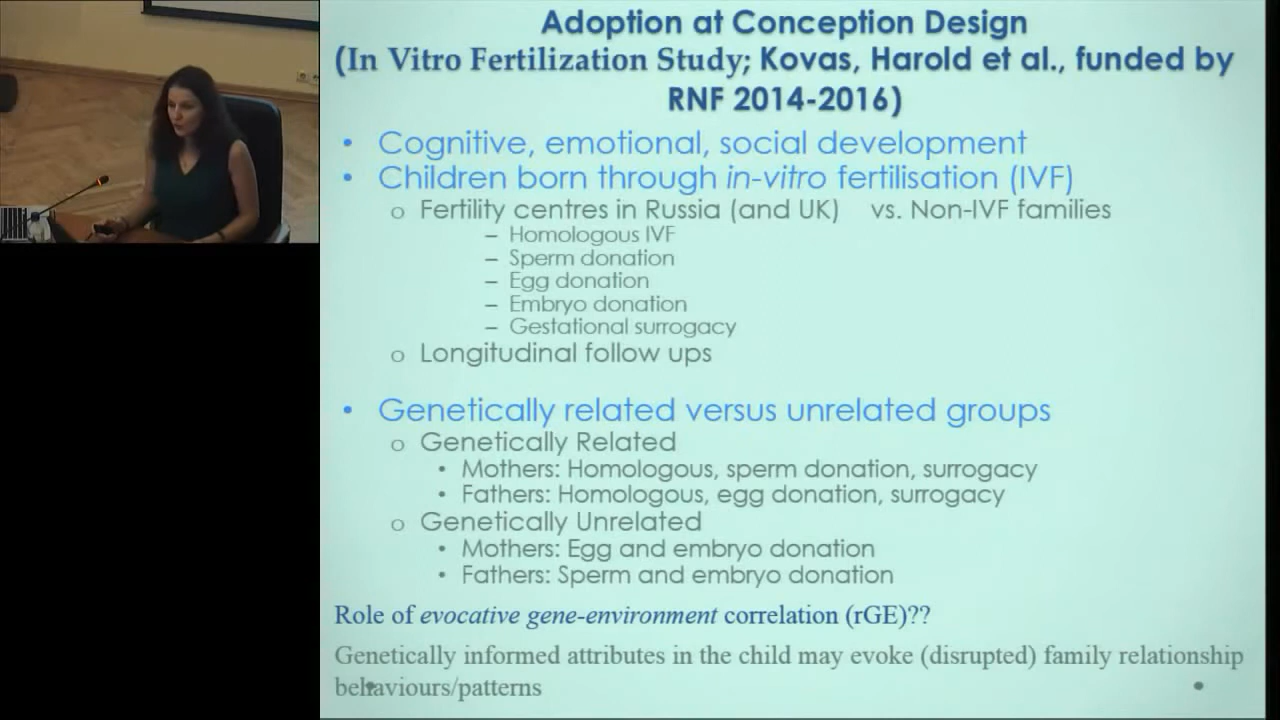 Adoption at Conception Design
(In Vitro Fertilization Study; Kovas, Harold et al., funded by
RNF 2014-2016)
• Cognitive, emotional, social development
• Children born through in-vitro fertilisation (IVF)
o Fertility centres in Russia (and UK) vs. Non-IVF families
– Homologous IVF
– Sperm donation
– Egg donation
– Embryo donation
– Gestational surrogacy
o Longitudinal follow ups
• Genetically related versus unrelated groups
o Genetically Related
• Mothers: Homologous, sperm donation, surrogacy
• Fathers: Homologous, egg donation, surrogacy
o Genetically Unrelated
• Mothers: Egg and embryo donation
• Fathers: Sperm and embryo donation
Role of evocative gene-environment correlation (rGE)??
Genetically informed attributes in the child may evoke (disrupted) family relationship
behaviours/patterns